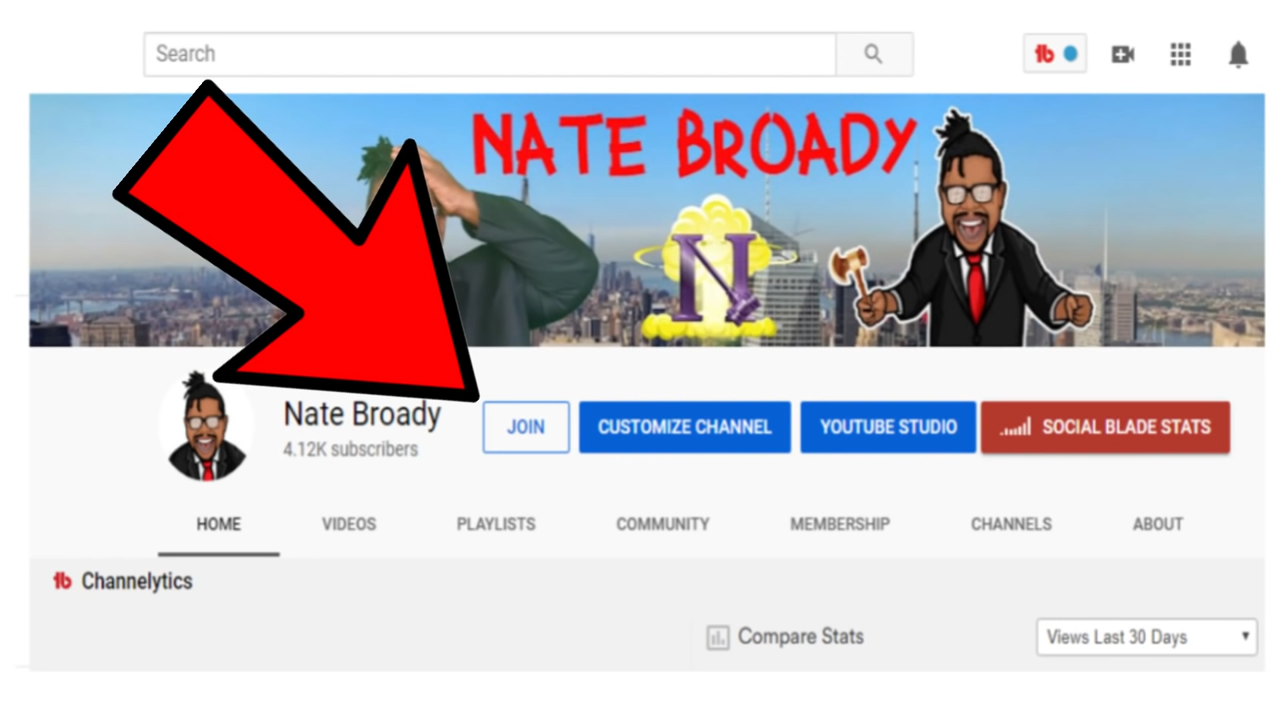 Search
NATE BROADY
N
Nate Broady
4.12K subscribers
JOIN
CUSTOMIZE CHANNEL
YOUTUBE STUDIO
SOCIAL BLADE STATS
HOME
VIDEOS
PLAYLISTS
COMMUNITY
MEMBERSHIP
CHANNELS
ABOUT
Channelytics
Compare Stats
Views Last 30 Days